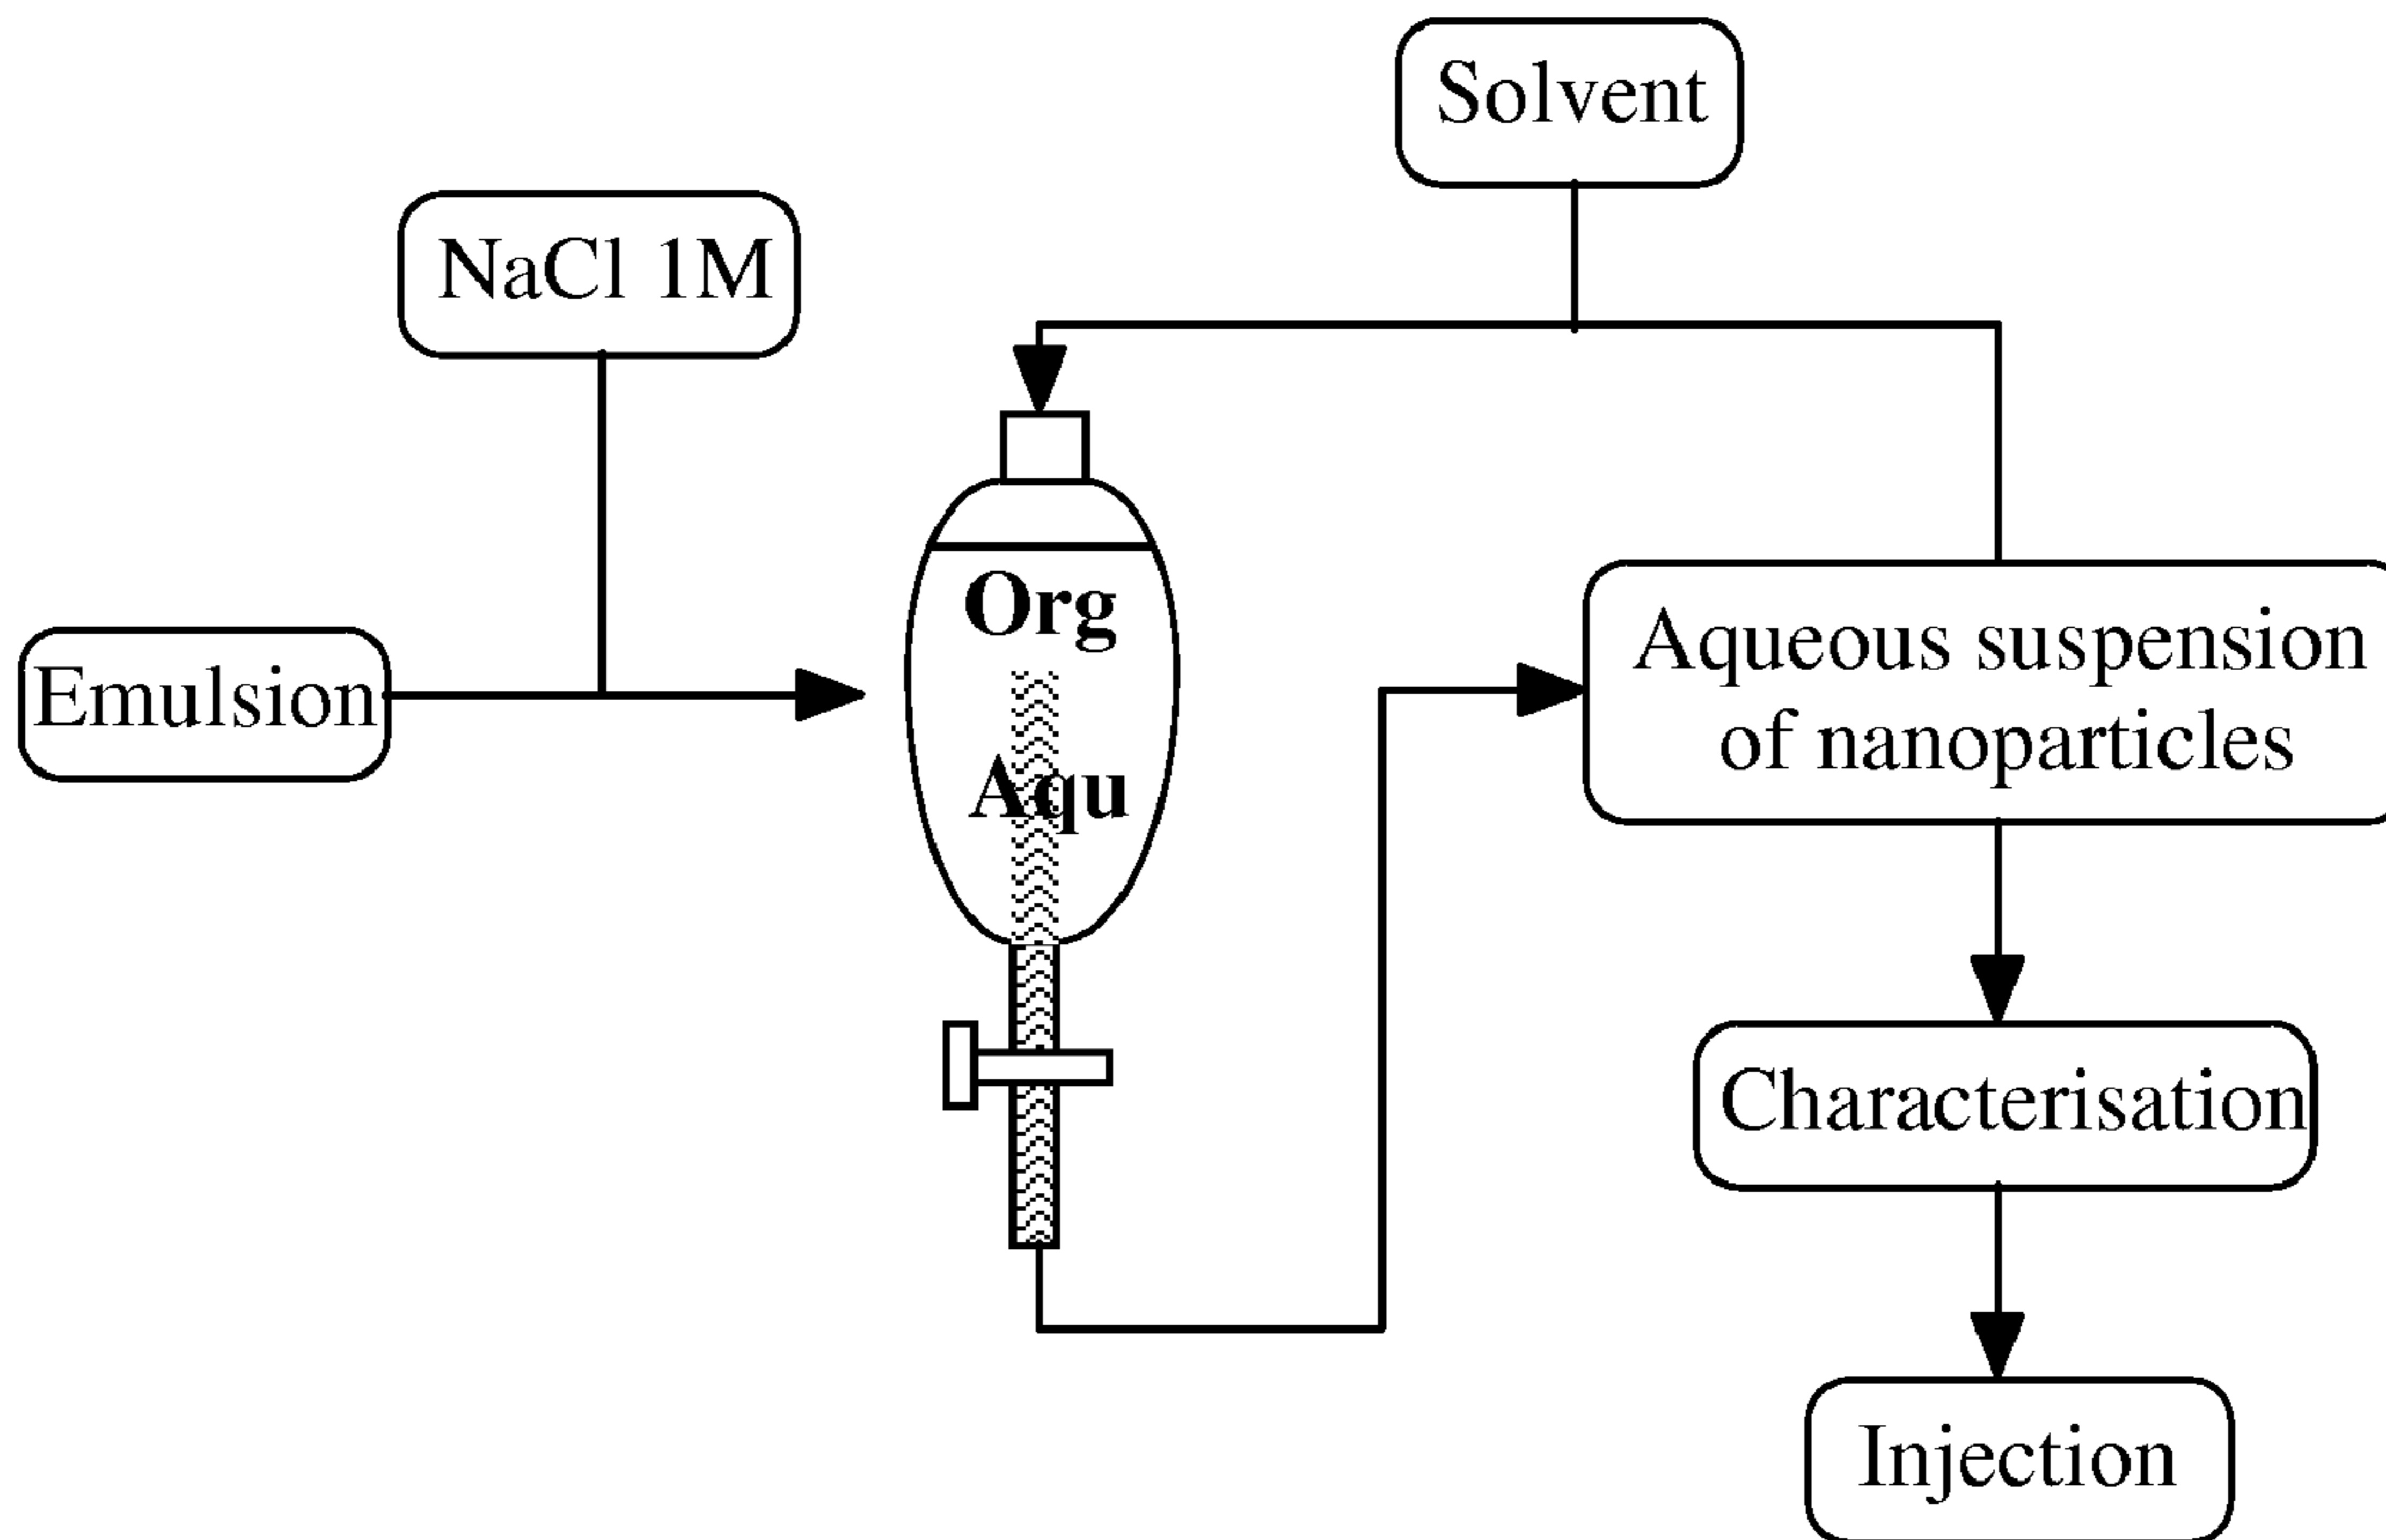 Solvent
NaCl 1M
Emulsion
Org
Aqu
Aqueous suspension
of nanoparticles
Characterisation
Injection